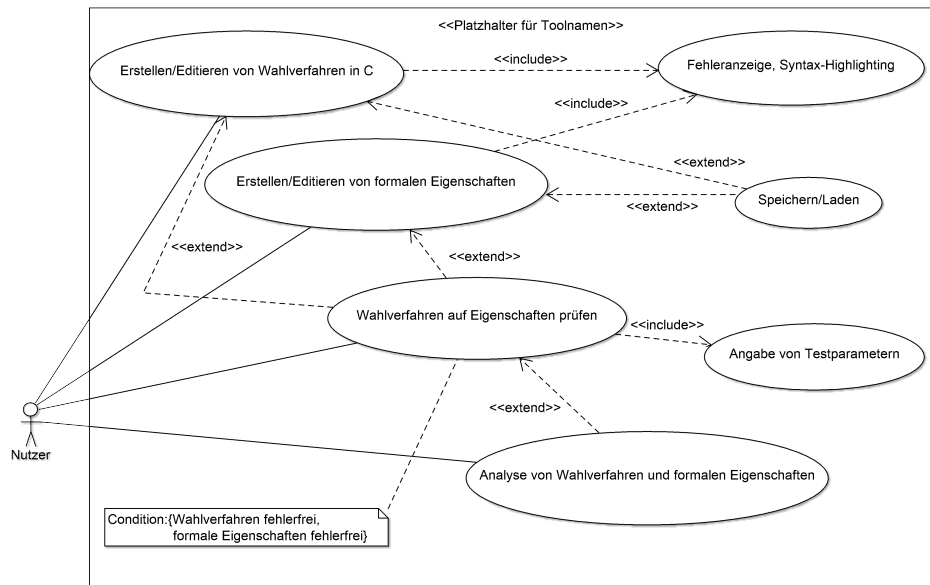 <<Platzhalter für Toolnamen>>
Erstellen/Editieren von Wahlverfahren in C
<<include>>
Fehleranzeige, Syntax-Highlighting
<<include>>
<<extend>>
Erstellen/Editieren von formalen Eigenschaften
Speichern/Laden
<<extend>>
<<extend>>
<<extend>>
Wahlverfahren auf Eigenschaften prüfen
<<include>>
Angabe von Testparametern
<<extend>>
Nutzer
Analyse von Wahlverfahren und formalen Eigenschaften
Condition:{Wahlverfahren fehlerfrei,
formale Eigenschaften fehlerfrei}